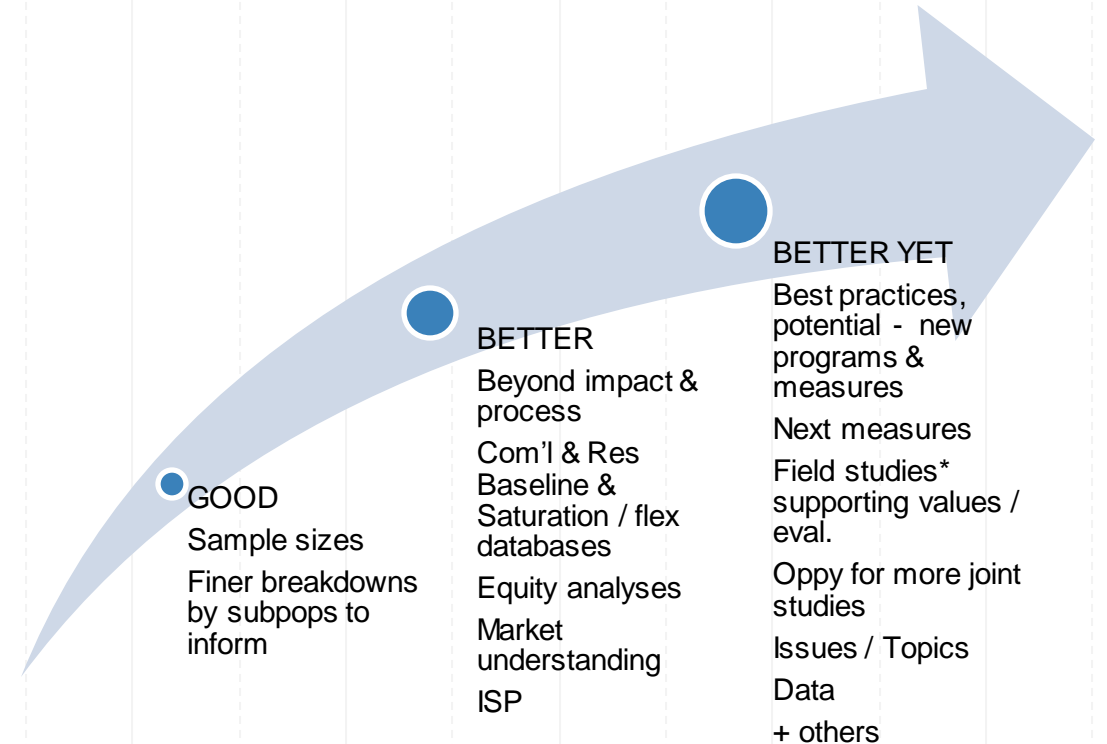 GOOD
Sample sizes
Finer breakdowns
by subpops to
inform
BETTER
Beyond impact &
process
Com'l & Res
Baseline &
Saturation / flex
databases
Equity analyses
Market
understanding
ISP
BETTER YET
Best practices,
potential - new
programs &
measures
Next measures
Field studies*
supporting values /
eval.
Oppy for more joint
studies
Issues / Topics
Data
+ others